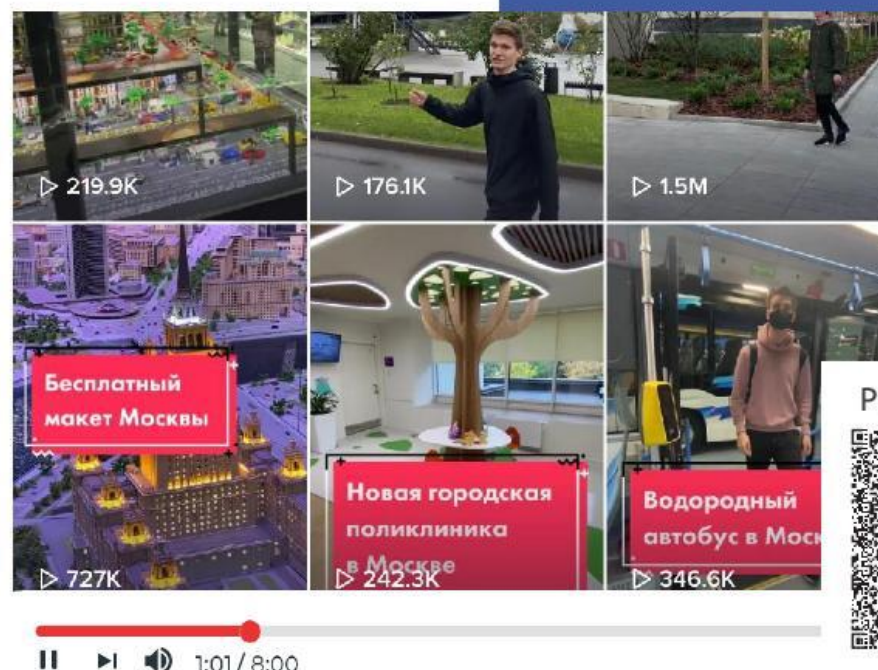 219.9K
176.1K
1.5M
Бесплатный
макет Москвы
727K
Новая городская
поликлиника
в Москве
242.3K
Водородный
автобус в Моск
346.6K
P
1:01 / 8:00